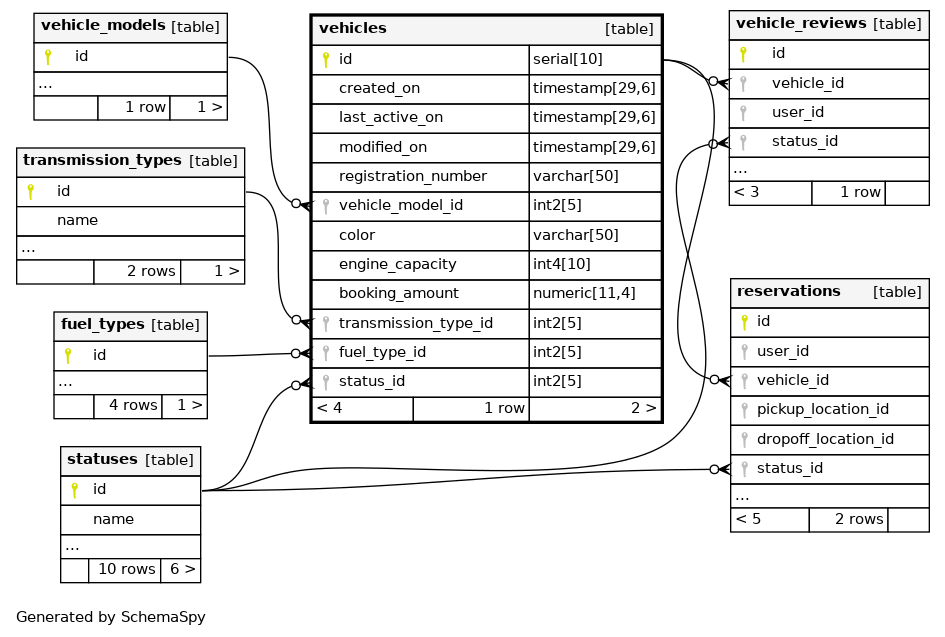 vehicle_models [table]
id
...
1 row 1 >
transmission_types [table]
id
name
...
2 rows 1 >
fuel_types [table]
id
...
4 rows 1 >
statuses [table]
id
name
...
10 rows 6 >
vehicles [table]
id serial[10]
created_on timestamp[29,6]
last_active_on timestamp[29,6]
modified_on timestamp[29,6]
registration_number varchar[50]
vehicle_model_id int2[5]
color varchar[50]
engine_capacity int4[10]
booking_amount numeric[11,4]
transmission_type_id int2[5]
fuel_type_id int2[5]
status_id int2[5]
< 4 1 row 2 >
vehicle_reviews [table]
id
vehicle_id
user_id
status_id
...
< 3 1 row
reservations [table]
id
user_id
vehicle_id
pickup_location_id
dropoff_location_id
status_id
...
< 5 2 rows
Generated by SchemaSpy